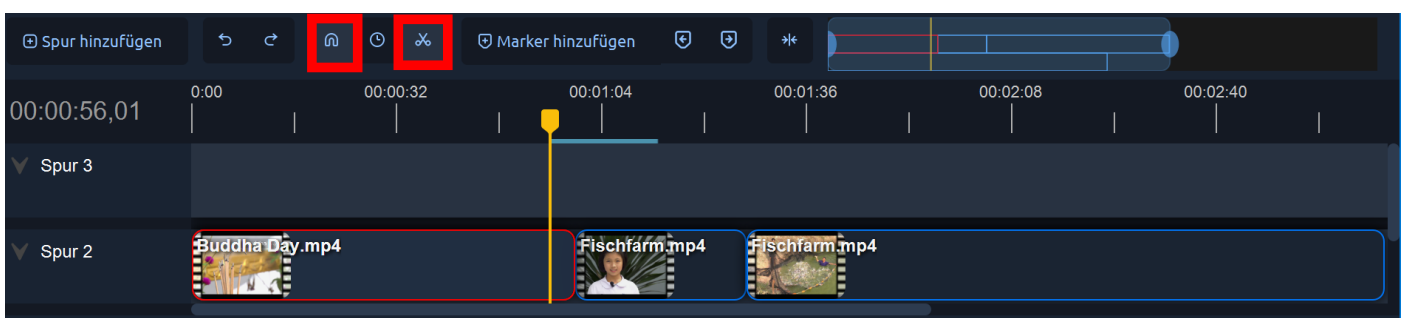 Spur hinzufügen
Marker hinzufügen
00:00:56,01
0:00 00:00:32 00:01:04 00:01:36 00:02:08 00:02:40
Spur 3
Spur 2
Buddha Day.mp4 Fischfarm.mp4 Fischfarm.mp4